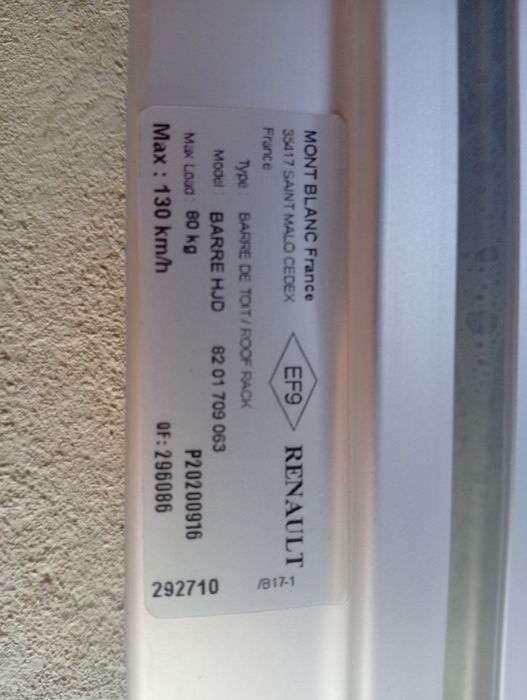 MONT BLANC France
35417 SAINT MALO CEDEX
France
EF9
RENAULT
/B17-1
Type : BARRE DE TOIT / ROOF RACK
Model : BARRE HJD 82 01 709 063
Max Load : 80 kg P20200916
Max : 130 km/h 0F: 296086
292710